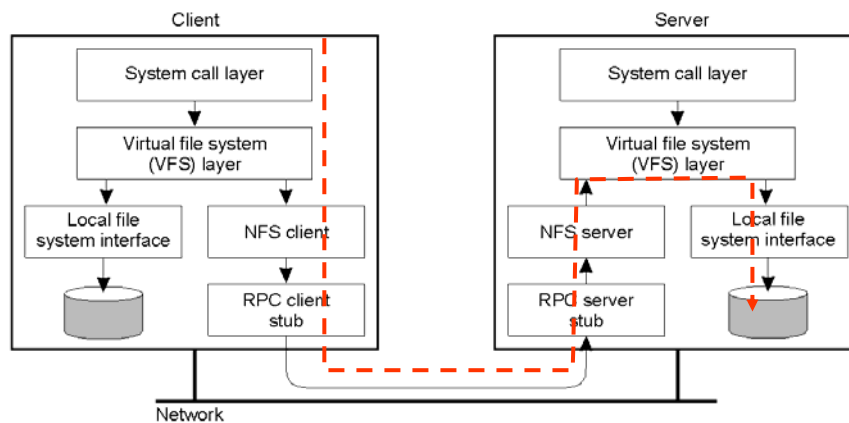 Client
Server
System call layer
System call layer
Virtual file system
(VFS) layer
Virtual file system
(VFS) layer
Local file
system interface
NFS client
NFS server
Local file
system interface
RPC client
stub
RPC server
stub
Network